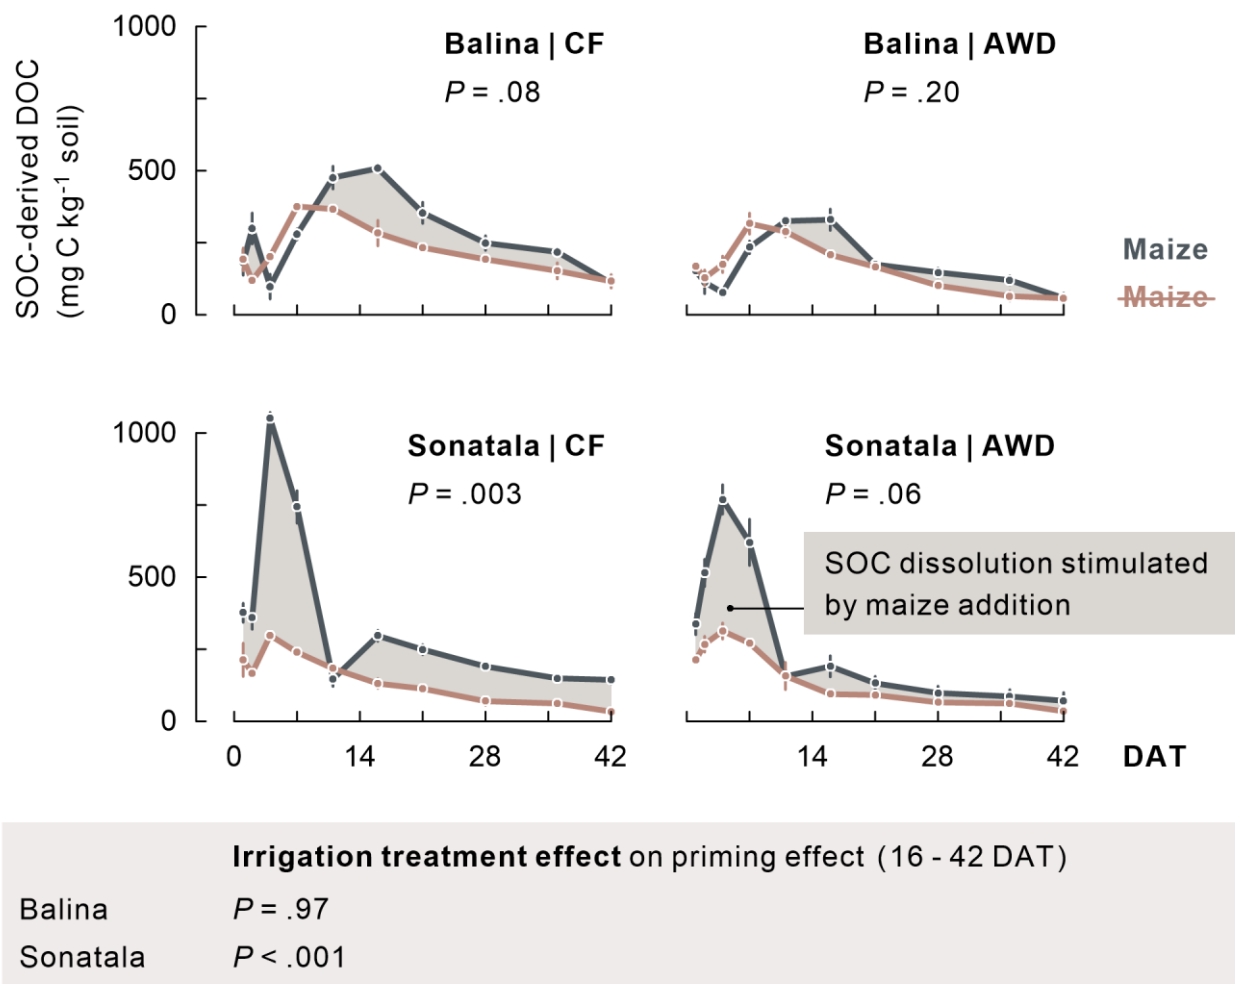 SOC-derived DOC
(mg C kg⁻¹ soil)
1000
500
0
Balina | CF
P = .08
Balina | AWD
P = .20
Maize
Maize
1000
500
0
Sonatala | CF
P = .003
Sonatala | AWD
P = .06
SOC dissolution stimulated
by maize addition
0 14 28 42
14 28 42 DAT
Irrigation treatment effect on priming effect (16 - 42 DAT)
Balina P = .97
Sonatala P < .001